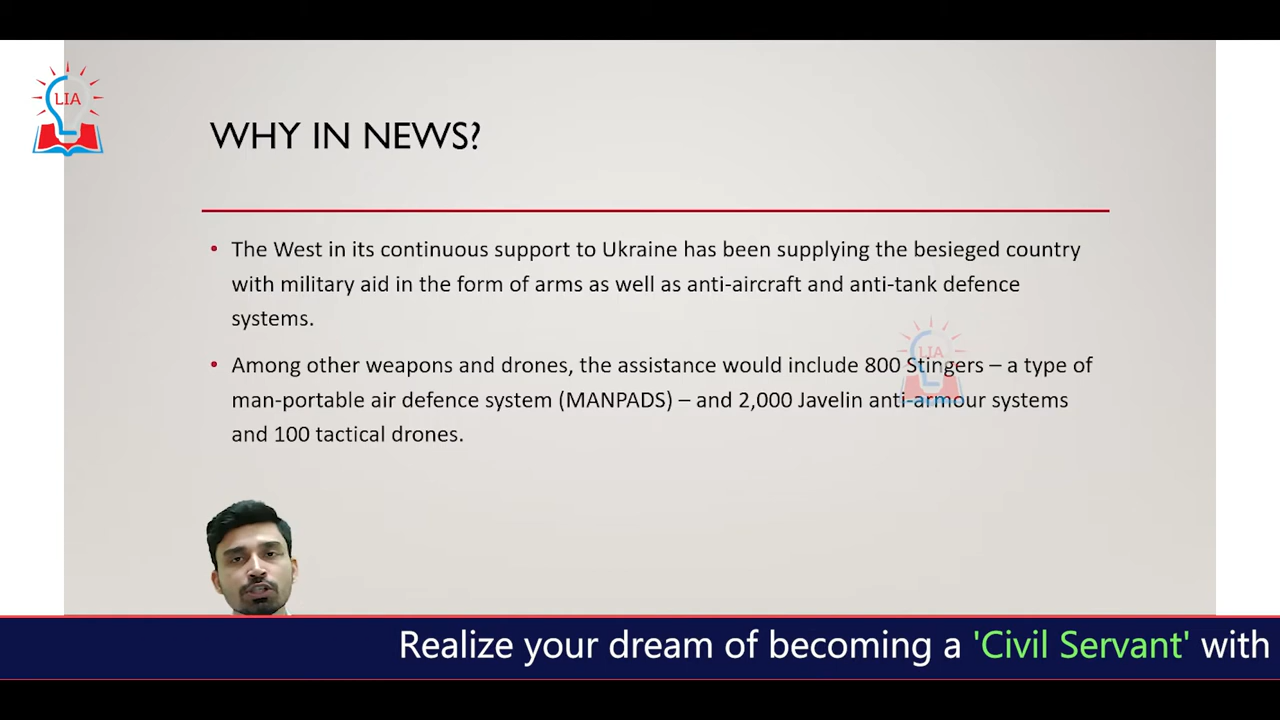 LIA
WHY IN NEWS?
• The West in its continuous support to Ukraine has been supplying the besieged country
with military aid in the form of arms as well as anti-aircraft and anti-tank defence
systems.
• Among other weapons and drones, the assistance would include 800 Stingers – a type of
man-portable air defence system (MANPADS) – and 2,000 Javelin anti-armour systems
and 100 tactical drones.
LIA
Realize your dream of becoming a 'Civil Servant' with